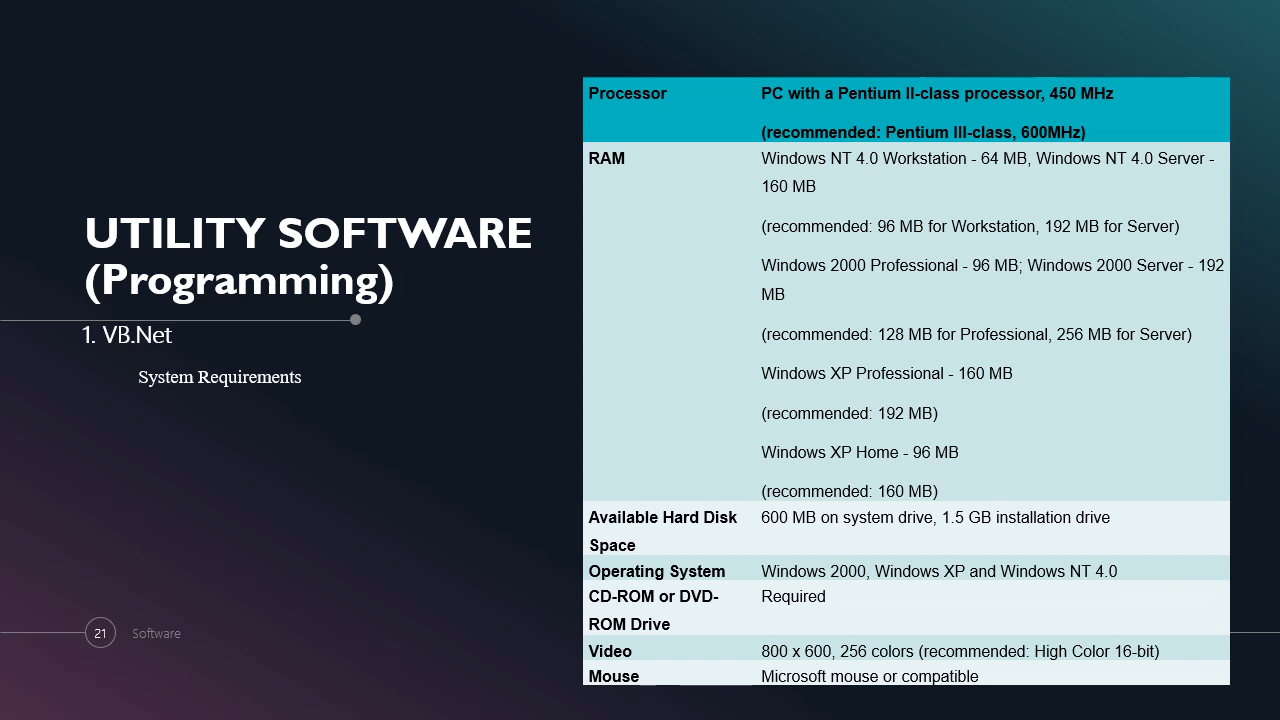 UTILITY SOFTWARE
(Programming)
1. VB.Net
System Requirements
21
Software
Processor
PC with a Pentium II-class processor, 450 MHz
(recommended: Pentium III-class, 600MHz)
RAM
Windows NT 4.0 Workstation - 64 MB, Windows NT 4.0 Server -
160 MB
(recommended: 96 MB for Workstation, 192 MB for Server)
Windows 2000 Professional - 96 MB; Windows 2000 Server - 192
MB
(recommended: 128 MB for Professional, 256 MB for Server)
Windows XP Professional - 160 MB
(recommended: 192 MB)
Windows XP Home - 96 MB
(recommended: 160 MB)
Available Hard Disk
Space
600 MB on system drive, 1.5 GB installation drive
Operating System
Windows 2000, Windows XP and Windows NT 4.0
CD-ROM or DVD-
ROM Drive
Required
Video
800 x 600, 256 colors (recommended: High Color 16-bit)
Mouse
Microsoft mouse or compatible